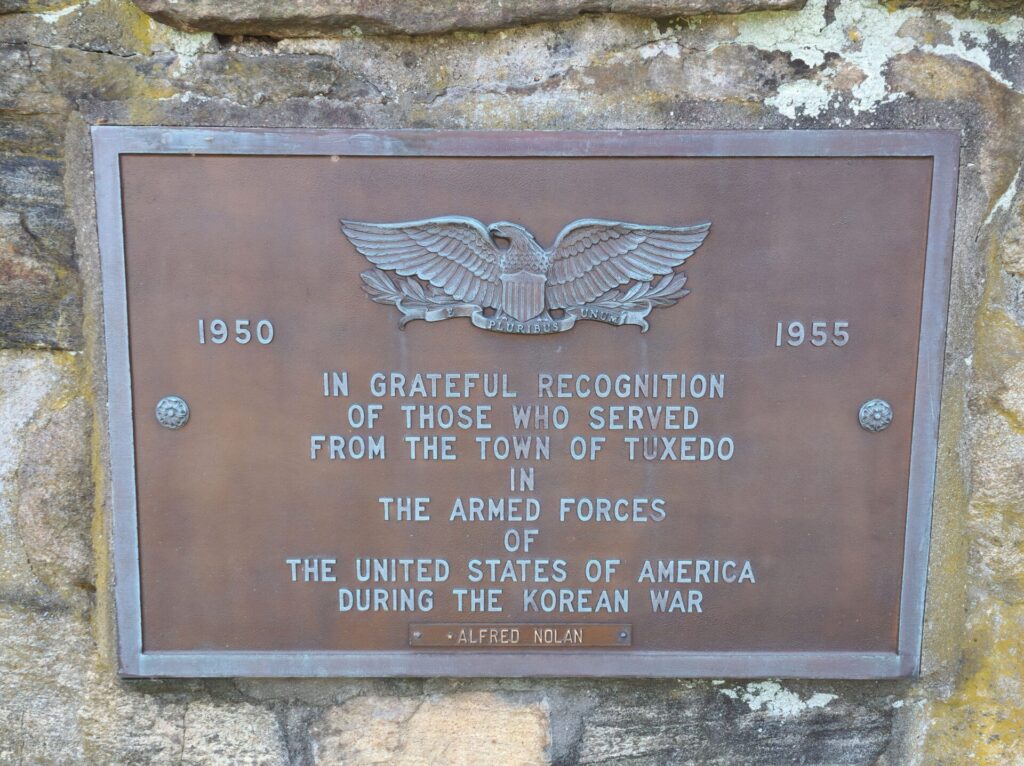 E PLURIBUS UNUM
1950 1955
IN GRATEFUL RECOGNITION
OF THOSE WHO SERVED
FROM THE TOWN OF TUXEDO
IN
THE ARMED FORCES
OF
THE UNITED STATES OF AMERICA
DURING THE KOREAN WAR
*ALFRED NOLAN